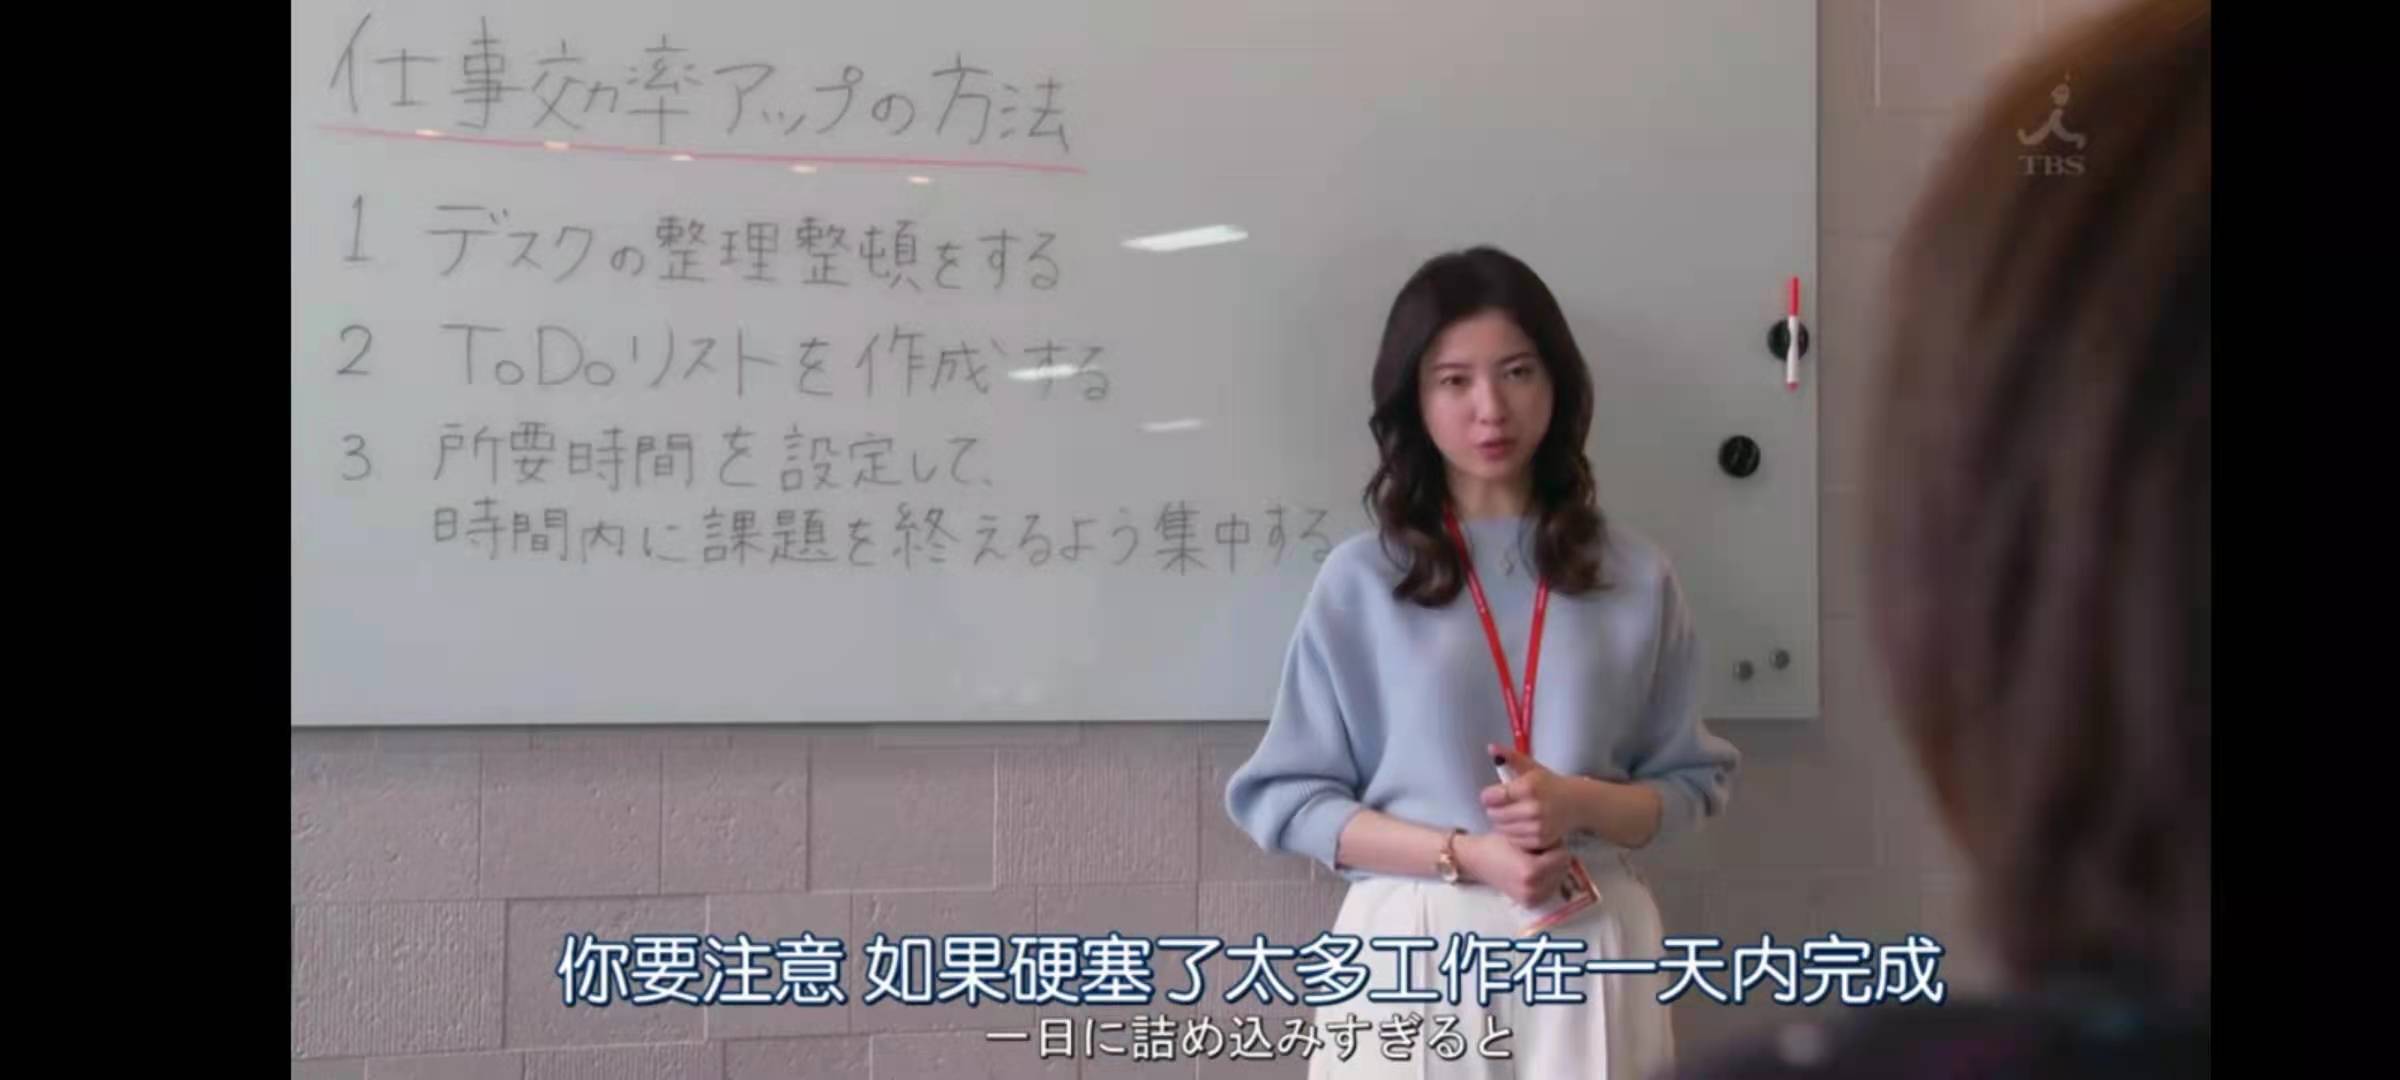 仕事効率アップの方法
1 デスクの整理整頓をする
2 ToDoリストを作成する
3 所要時間を設定して、
時間内に課題を終えるよう集中する
TBS
你要注意 如果硬塞了太多工作在一天内完成
一日に詰め込みすぎると